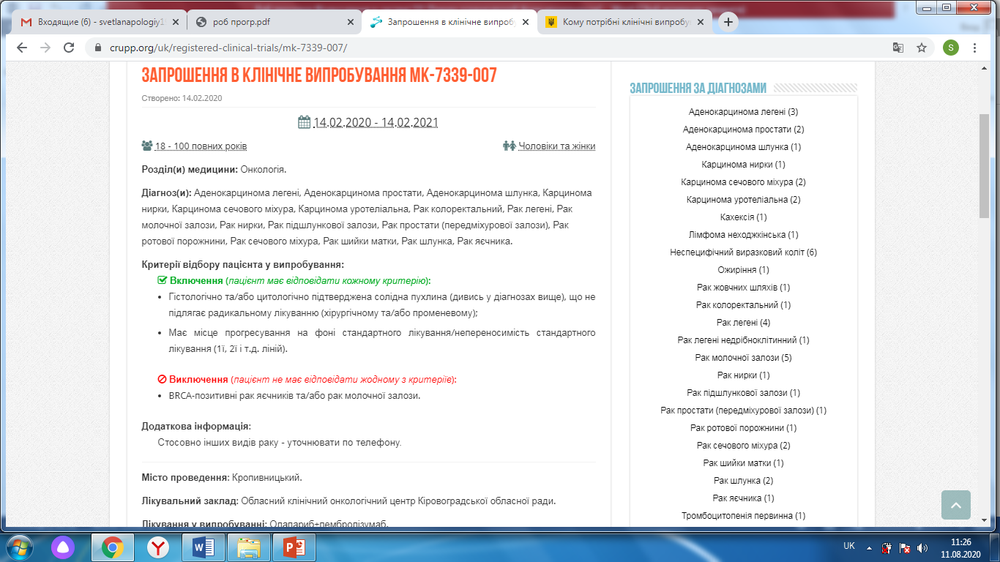 Входящие (6) - svetlanapologiy1
роб прогр.pdf
Запрошення в клінічне випробу
Кому потрібні клінічні випробу
crupp.org/uk/registered-clinical-trials/mk-7339-007/
S
ЗАПРОШЕННЯ В КЛІНІЧНЕ ВИПРОБУВАННЯ MK-7339-007
Створено: 14.02.2020
14.02.2020 - 14.02.2021
18 - 100 повних років
Чоловіки та жінки
Розділ(и) медицини: Онкологія.
Діагноз(и): Аденокарцинома легені, Аденокарцинома простати, Аденокарцинома шлунка, Карцинома
нирки, Карцинома сечового міхура, Карцинома уротеліальна, Рак колоректальний, Рак легені, Рак
молочної залози, Рак нирки, Рак підшлункової залози, Рак простати (передміхурової залози), Рак
ротової порожнини, Рак сечового міхура, Рак шийки матки, Рак шлунка, Рак яєчника.
Критерії відбору пацієнта у випробування:
Включення (пацієнт має відповідати кожному критерію):
• Гістологічно та/або цитологічно підтверджена солідна пухлина (дивись у діагнозах вище), що не
підлягає радикальному лікуванню (хірургічному та/або променевому);
• Має місце прогресування на фоні стандартного лікування/непереносимість стандартного
лікування (1ї, 2ї і т.д. ліній).
Виключення (пацієнт не має відповідати жодному з критеріїв):
• BRCA-позитивні рак яєчників та/або рак молочної залози.
Додаткова інформація:
Стосовно інших видів раку - уточнювати по телефону.
Місто проведення: Кропивницький.
Лікувальний заклад: Обласний клінічний онкологічний центр Кіровоградської обласної ради.
Лікування у випробуванні: Олапариб+пембролізумаб.
ЗАПРОШЕННЯ ЗА ДІАГНОЗАМИ
Аденокарцинома легені (3)
Аденокарцинома простати (2)
Аденокарцинома шлунка (1)
Карцинома нирки (1)
Карцинома сечового міхура (2)
Карцинома уротеліальна (2)
Кахексія (1)
Лімфома неходжкінська (1)
Неспецифічний виразковий коліт (6)
Ожиріння (1)
Рак жовчних шляхів (1)
Рак колоректальний (1)
Рак легені (4)
Рак легені недрібноклітинний (1)
Рак молочної залози (5)
Рак нирки (1)
Рак підшлункової залози (1)
Рак простати (передміхурової залози) (1)
Рак ротової порожнини (1)
Рак сечового міхура (2)
Рак шийки матки (1)
Рак шлунка (2)
Рак яєчника (1)
Тромбоцитопенія первинна (1)
UK
11:26
11.08.2020